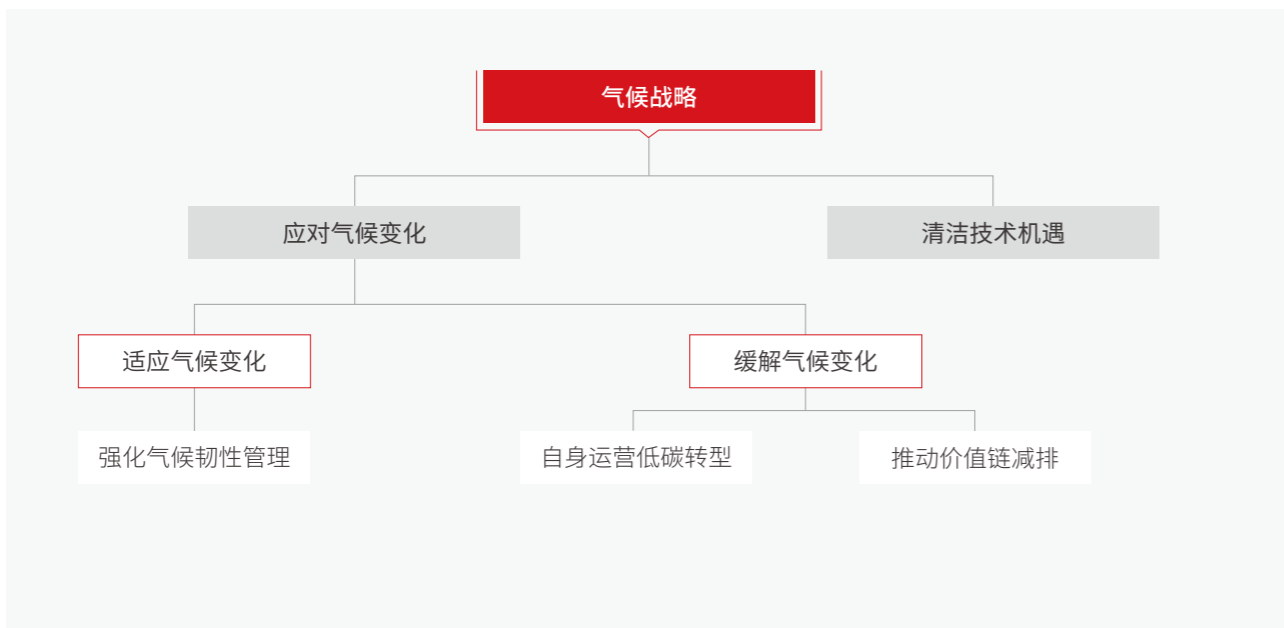 气候战略
应对气候变化
清洁技术机遇
适应气候变化
缓解气候变化
强化气候韧性管理
自身运营低碳转型
推动价值链减排